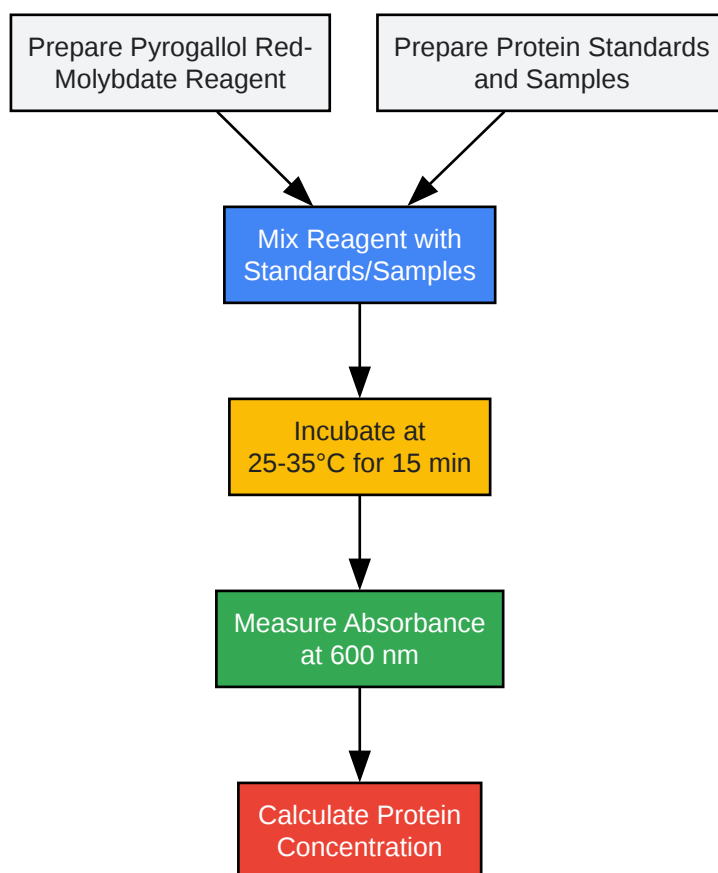 Prepare Pyrogallol Red-
Molybdate Reagent
Prepare Protein Standards
and Samples
Mix Reagent with
Standards/Samples
Incubate at
25-35°C for 15 min
Measure Absorbance
at 600 nm
Calculate Protein
Concentration